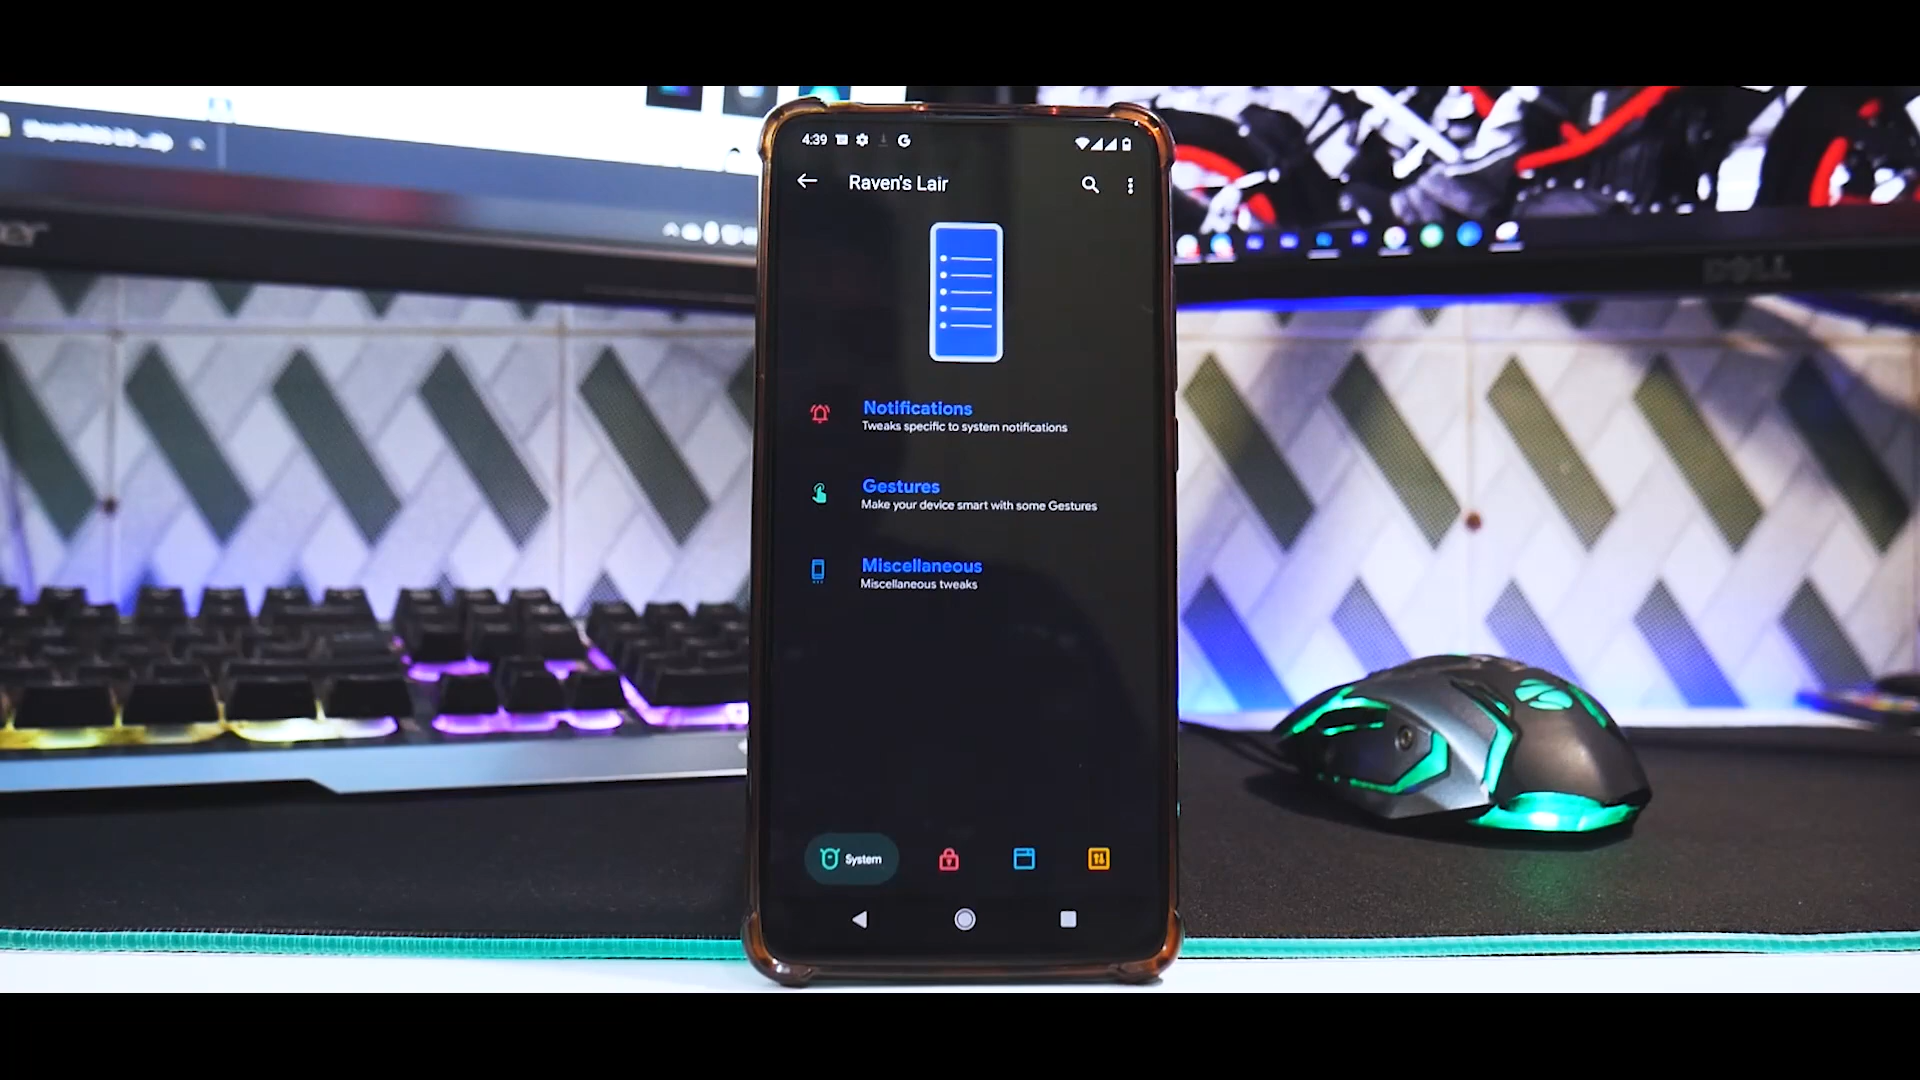 4:39
Raven's Lair
Notifications
Tweaks specific to system notifications
Gestures
Make your device smart with some Gestures
Miscellaneous
Miscellaneous tweaks
System
DELL